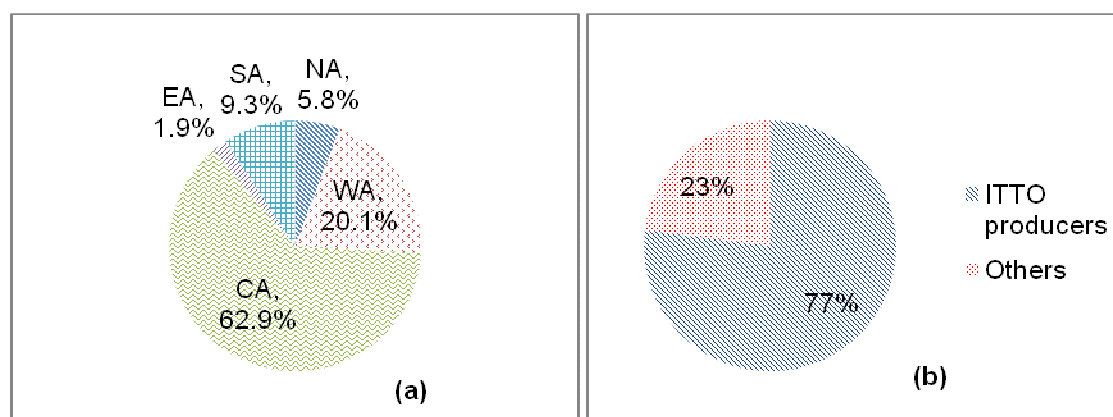 SA,
9.3%
NA,
5.8%
EA,
1.9%
WA,
20.1%
CA,
62.9%
(a)
23%
77%
ITTO
producers
Others
(b)